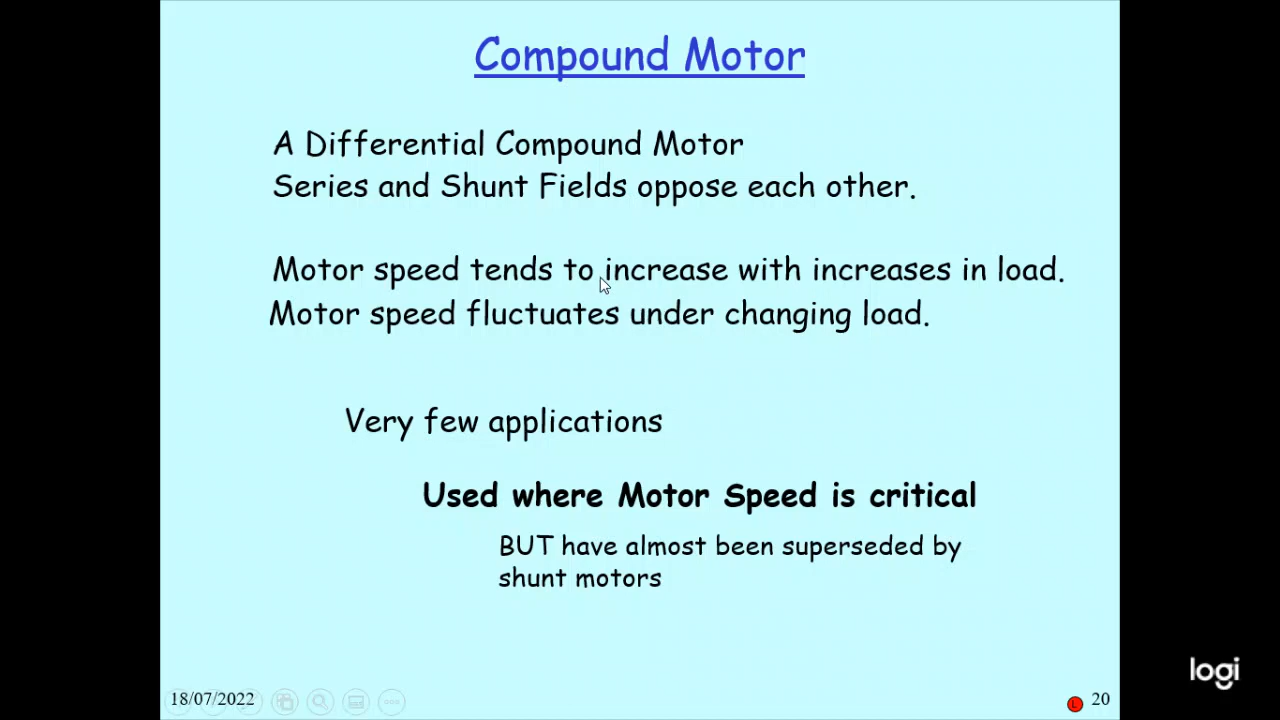 Compound Motor
A Differential Compound Motor
Series and Shunt Fields oppose each other.
Motor speed tends to increase with increases in load.
Motor speed fluctuates under changing load.
Very few applications
Used where Motor Speed is critical
BUT have almost been superseded by
shunt motors
18/07/2022
L
20
logi